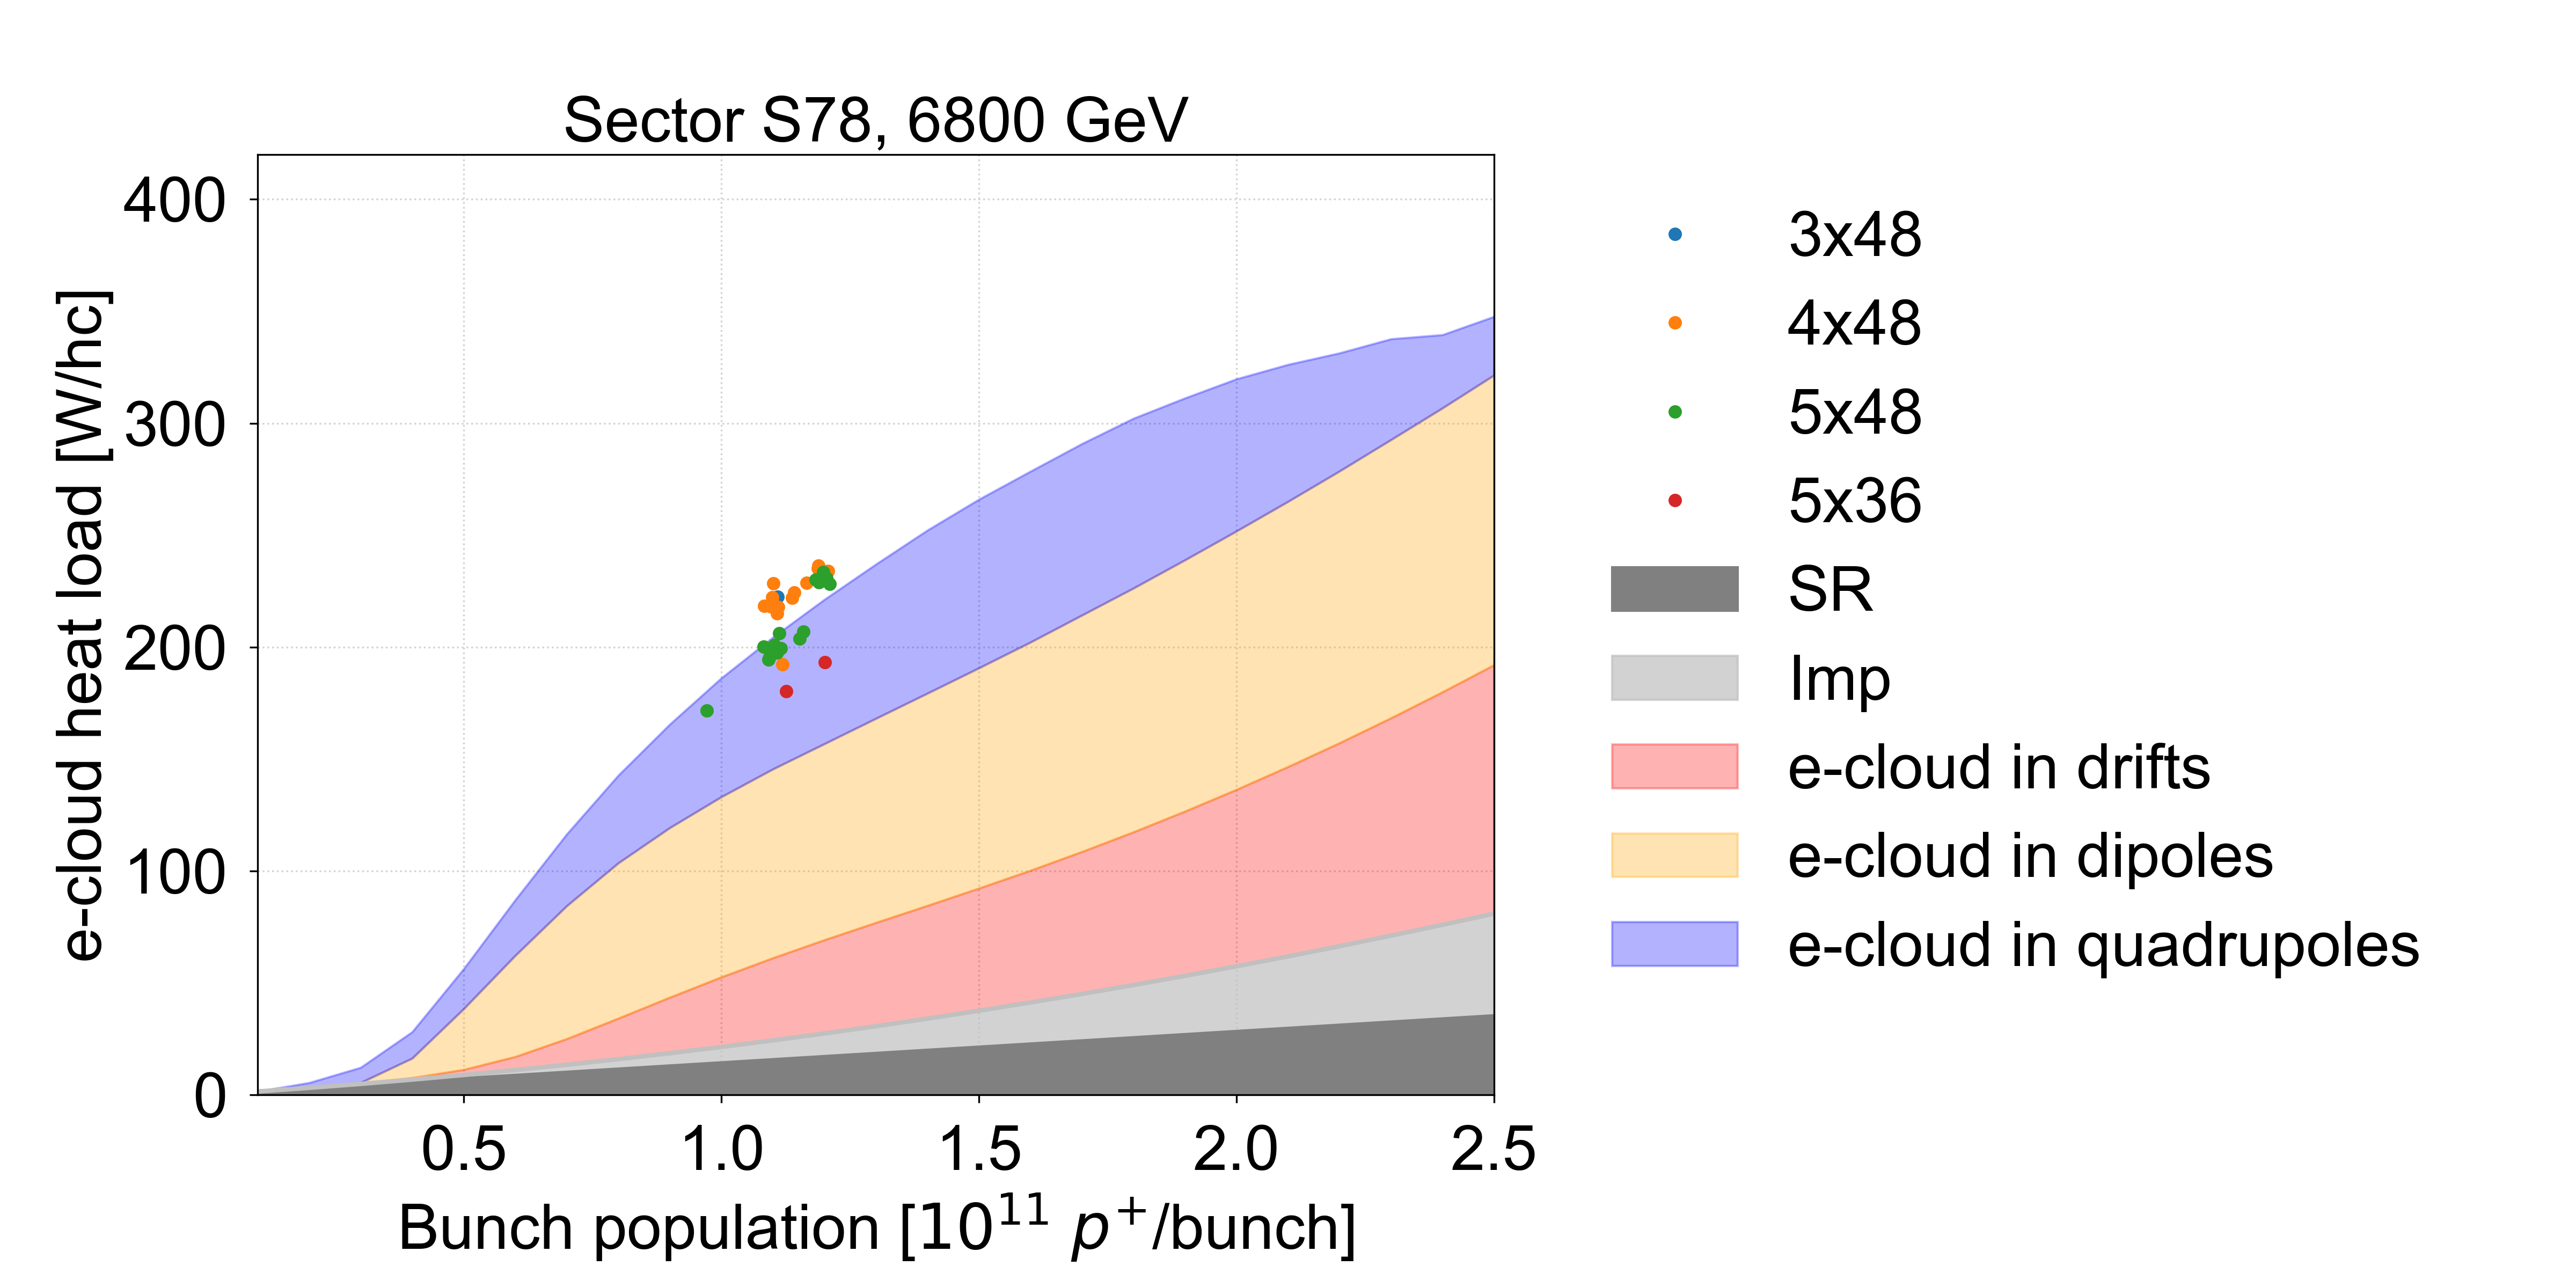 Sector S78, 6800 GeV
e-cloud heat load [W/hc]
400
300
200
100
0
0.5 1.0 1.5 2.0 2.5
Bunch population [10¹¹ p⁺/bunch]
3x48
4x48
5x48
5x36
SR
Imp
e-cloud in drifts
e-cloud in dipoles
e-cloud in quadrupoles